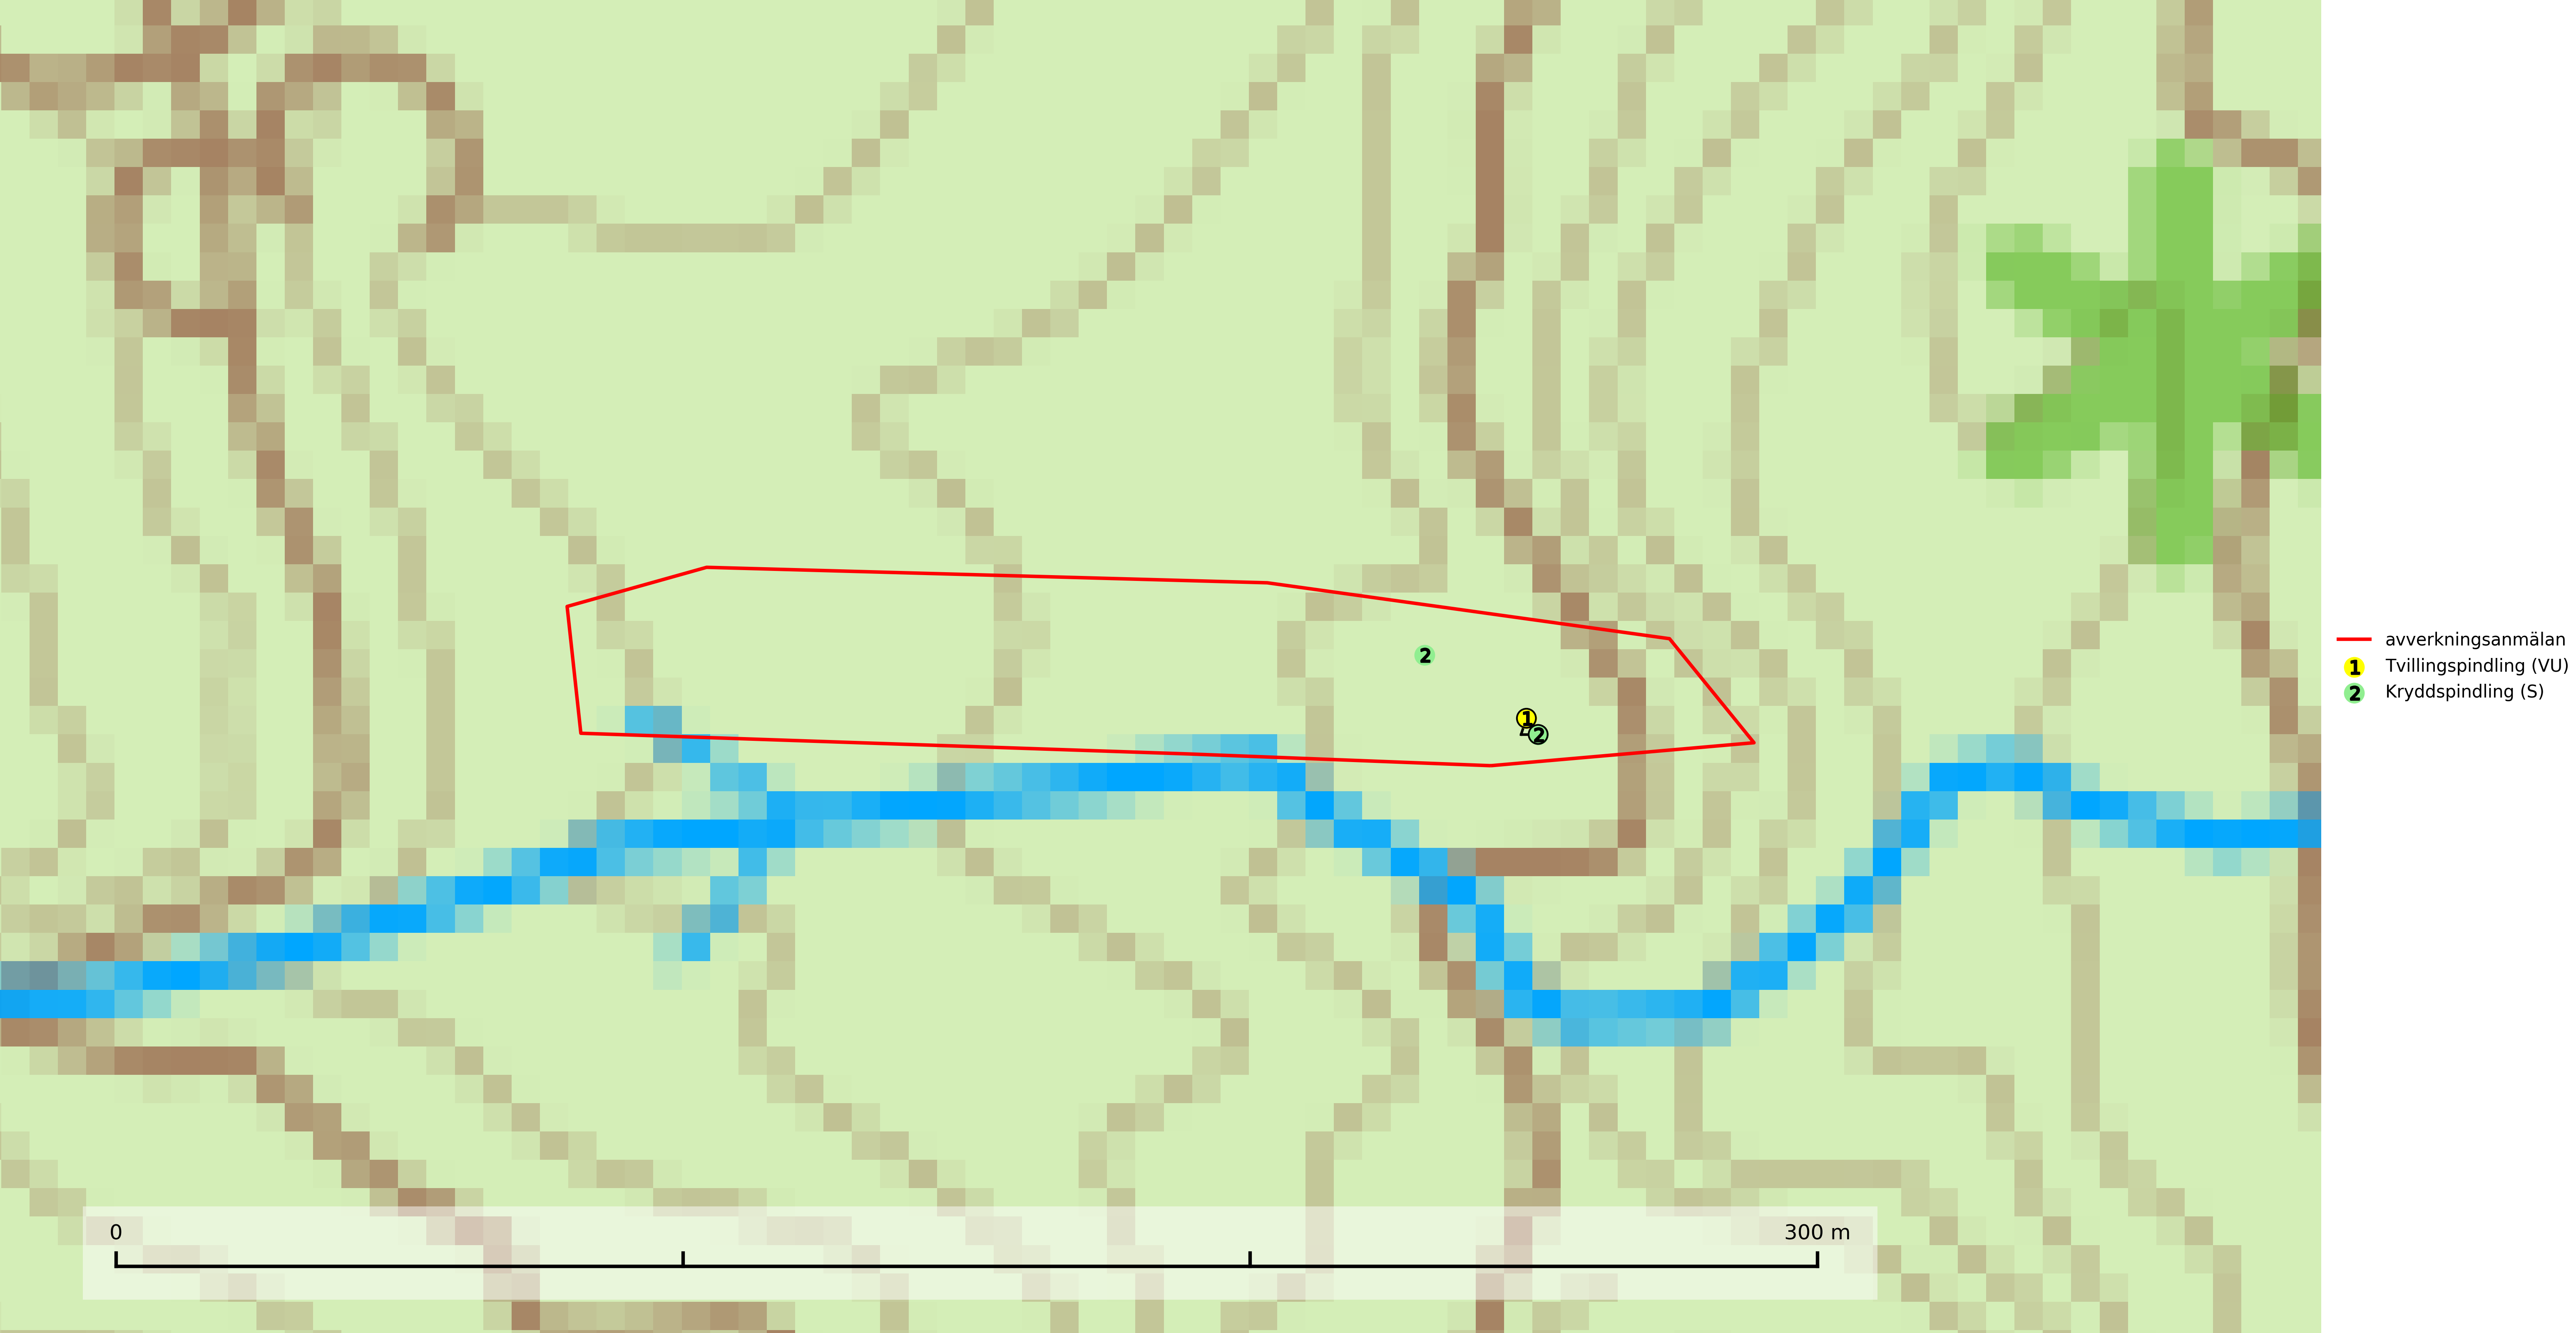 2
1
2
avverkningsanmälan
1 Tvillingspindling (VU)
2 Kryddspindling (S)
0 300 m